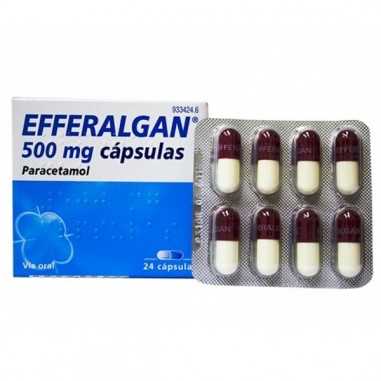 933424.6
EFFERALGAN®
500 mg cápsulas
Paracetamol
Vía oral
24 cápsulas